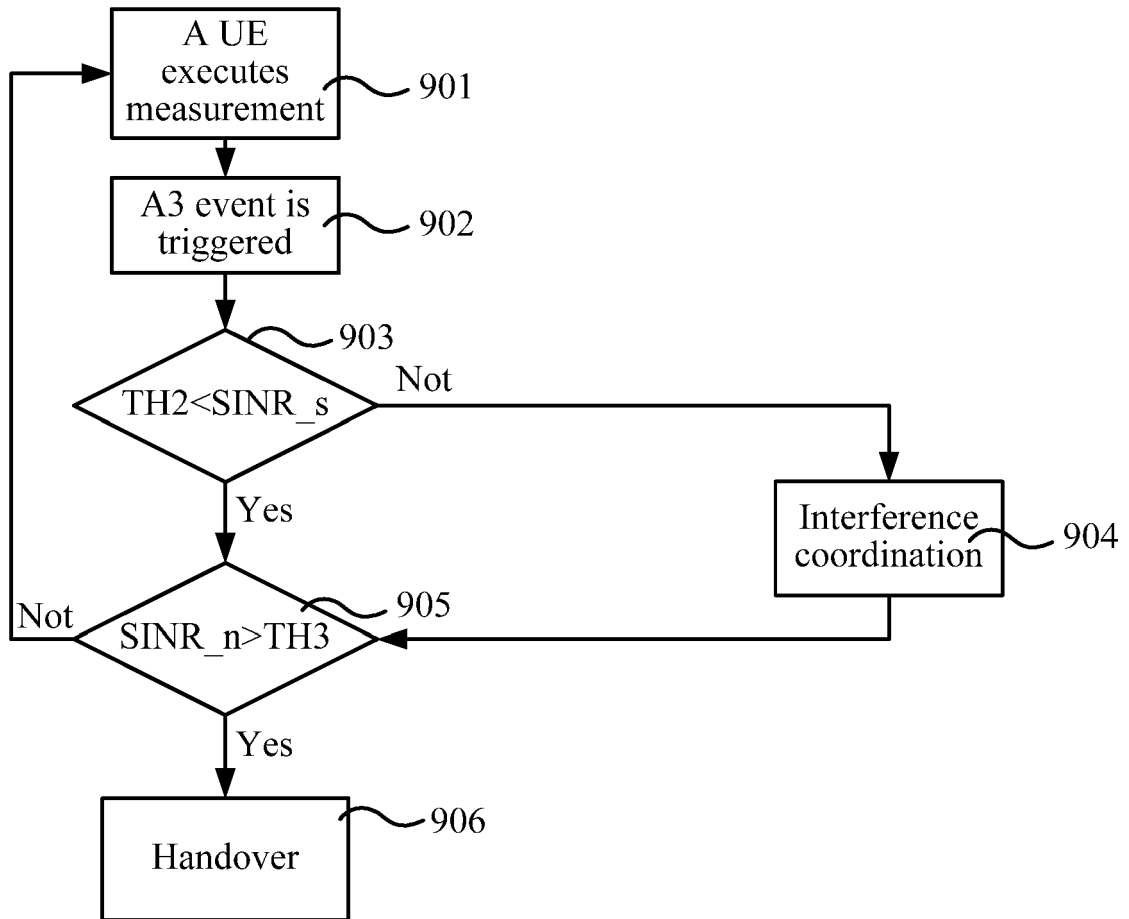 A UE
executes
measurement
901
A3 event is
triggered
902
903
TH2<SINR_s
Not
Yes
Interference
coordination
904
905
Not
SINR_n>TH3
Yes
906
Handover